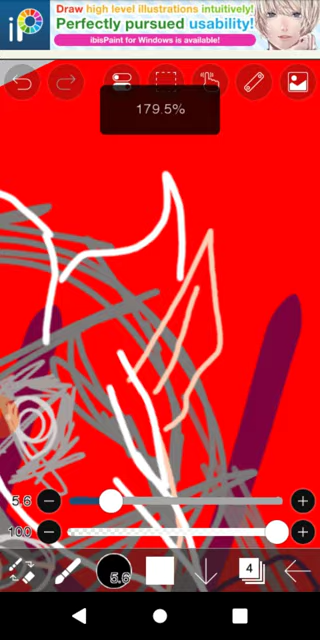 iP
Draw high level illustrations intuitively!
Perfectly pursued usability!
ibisPaint for Windows is available!
179.5%
5.6
100
5.6
4